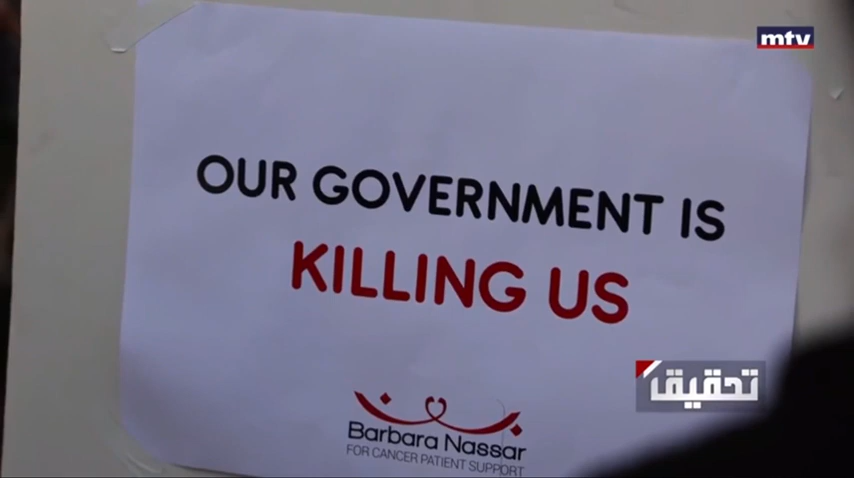 mtv
OUR GOVERNMENT IS
KILLING US
Barbara Nassar
FOR CANCER PATIENT SUPPORT
تحقيق